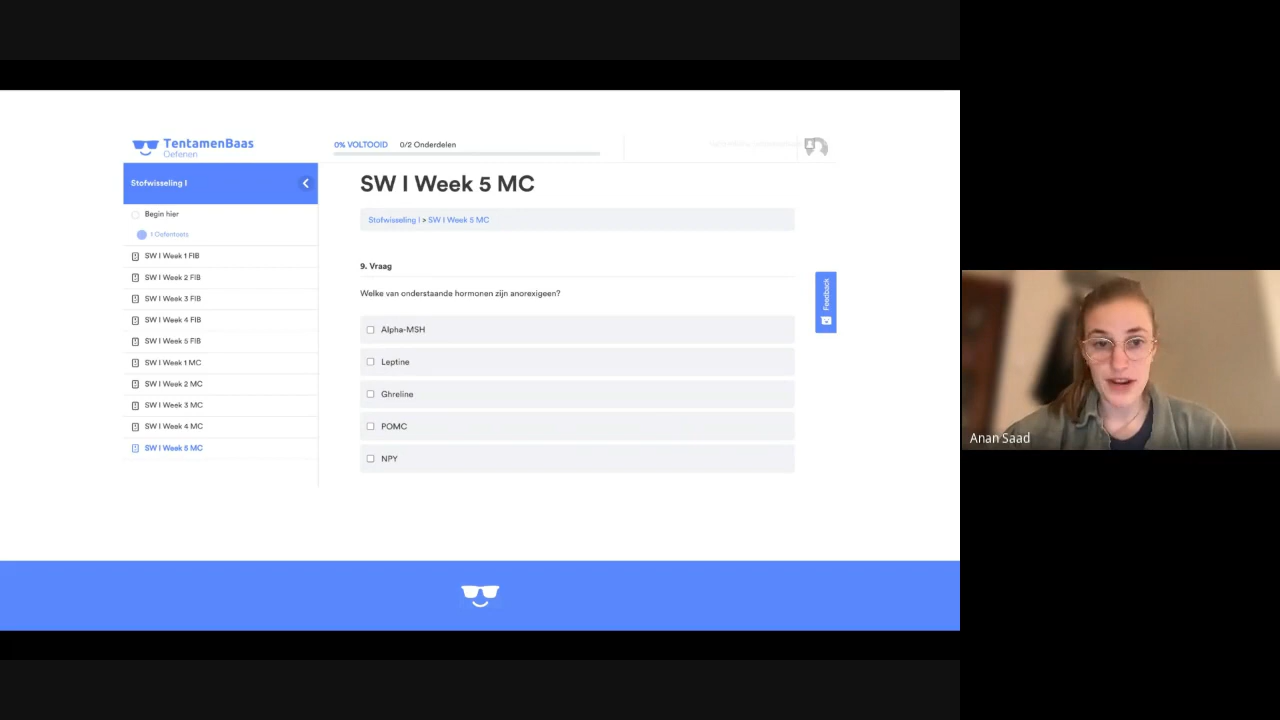 TentamenBaas
Oefenen
0% VOLTOOID 0/2 Onderdelen
Stofwisseling I
Begin hier
1 Oefentoets
SW I Week 1 FIB
SW I Week 2 FIB
SW I Week 3 FIB
SW I Week 4 FIB
SW I Week 5 FIB
SW I Week 1 MC
SW I Week 2 MC
SW I Week 3 MC
SW I Week 4 MC
SW I Week 5 MC
SW I Week 5 MC
Stofwisseling I > SW I Week 5 MC
9. Vraag
Welke van onderstaande hormonen zijn anorexigeen?
Alpha-MSH
Leptine
Ghreline
POMC
NPY
Feedback
Anan Saad